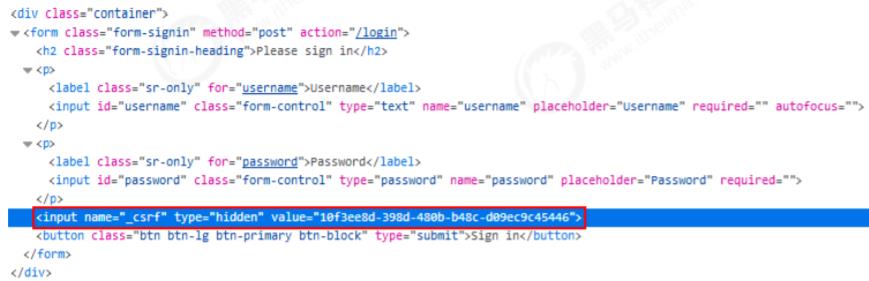 <div class="container">
<form class="form-signin" method="post" action="/login">
<h2 class="form-signin-heading">Please sign in</h2>
<p>
<label class="sr-only" for="username">Username</label>
<input id="username" class="form-control" type="text" name="username" placeholder="Username" required="" autofocus="">
</p>
<p>
<label class="sr-only" for="password">Password</label>
<input id="password" class="form-control" type="password" name="password" placeholder="Password" required="">
</p>
<input name="_csrf" type="hidden" value="10f3ee8d-398d-480b-b48c-d09ec9c45446">
<button class="btn btn-lg btn-primary btn-block" type="submit">Sign in</button>
</form>
</div>